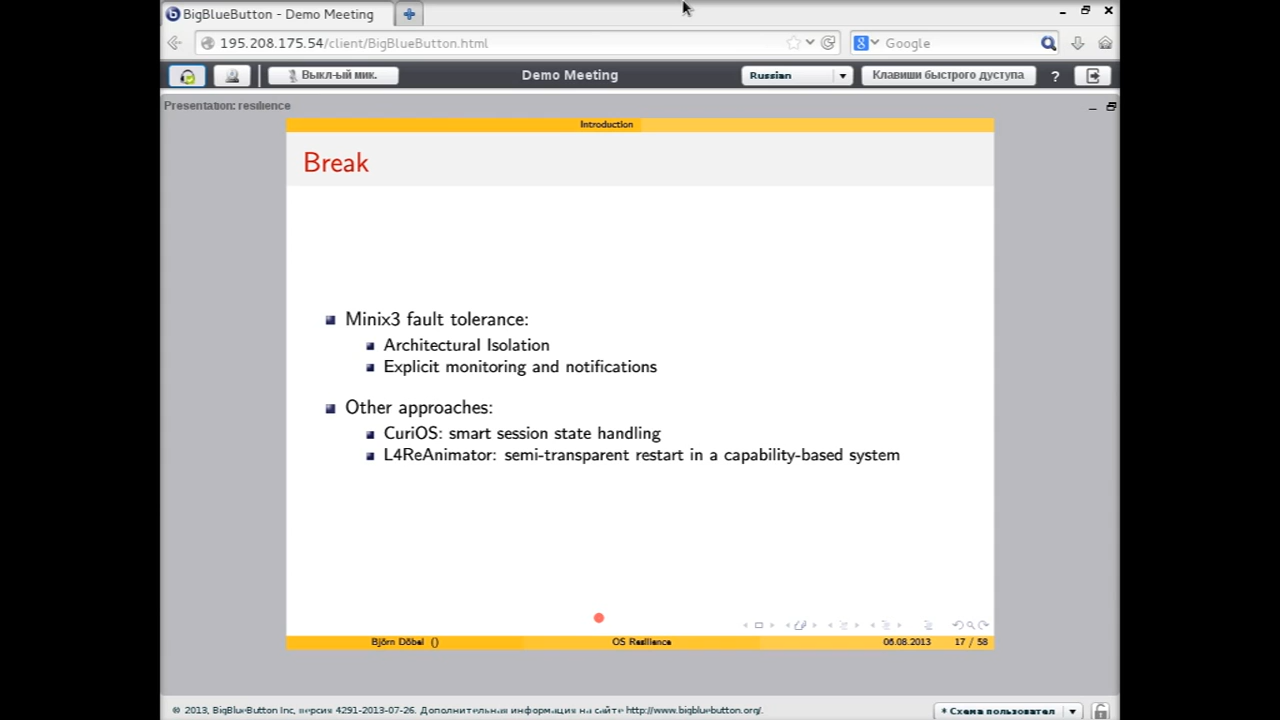 BigBlueButton - Demo Meeting
195.208.175.54/client/BigBlueButton.html
Google
Выкл-ый мик.
Demo Meeting
Russian
Клавиши быстрого доступа
?
Presentation: resilience
Introduction
Break
Minix3 fault tolerance:
Architectural Isolation
Explicit monitoring and notifications
Other approaches:
CuriOS: smart session state handling
L4ReAnimator: semi-transparent restart in a capability-based system
Björn Döbel ()
OS Resilience
06.08.2013
17 / 58
© 2013, BigBlueButton Inc, версия 4291-2013-07-26. Дополнительная информация на сайте http://www.bigbluebutton.org/.
* Схема пользовател